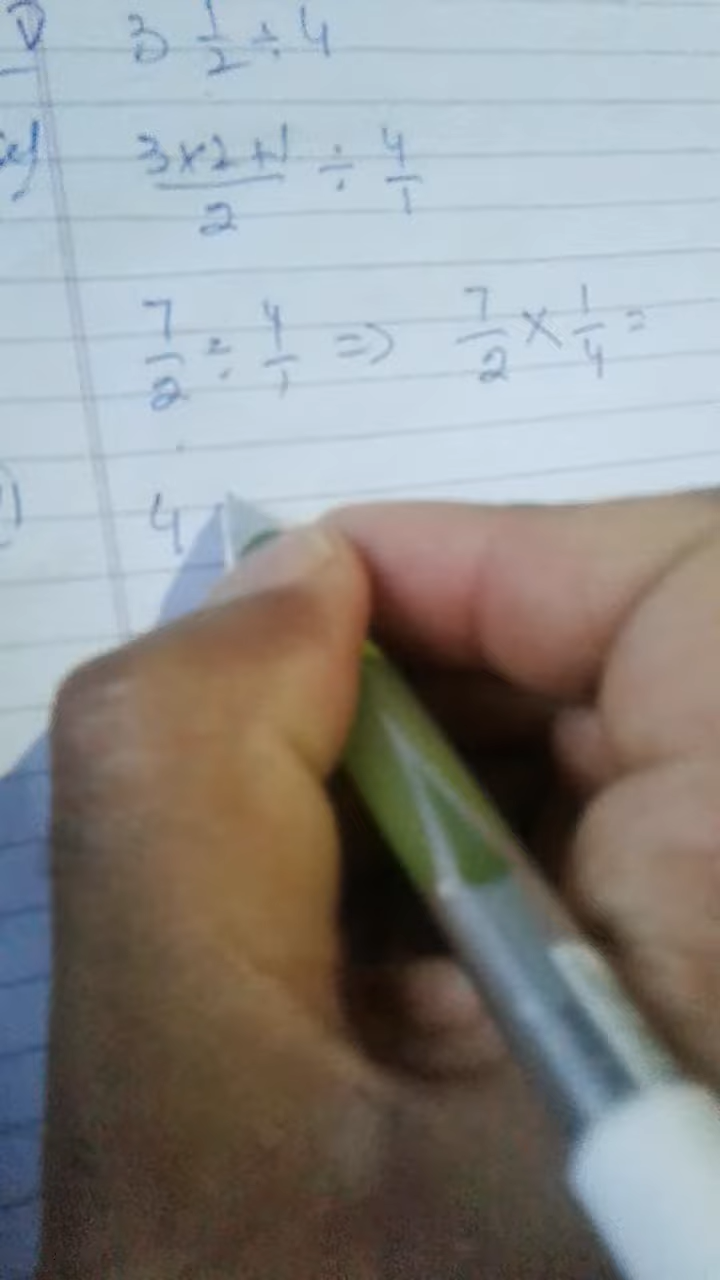 3 1/2 ÷ 4
3×2+1/2 ÷ 4/1
7/2 ÷ 4/1 => 7/2 × 1/4 =
4